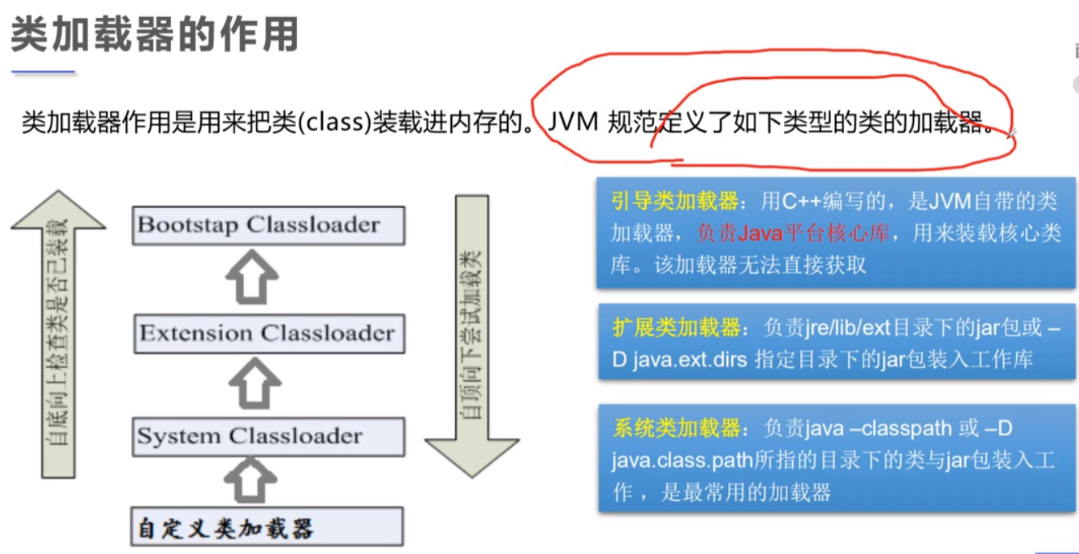 类加载器的作用
类加载器作用是用来把类(class)装载进内存的。JVM 规范定义了如下类型的类的加载器。
自底向上检查类是否已装载
Bootstap Classloader
Extension Classloader
System Classloader
自定义类加载器
自顶向下尝试加载类
引导类加载器：用C++编写的，是JVM自带的类
加载器，负责Java平台核心库，用来装载核心类
库。该加载器无法直接获取
扩展类加载器：负责jre/lib/ext目录下的jar包或 –
D java.ext.dirs 指定目录下的jar包装入工作库
系统类加载器：负责java –classpath 或 –D
java.class.path所指的目录下的类与jar包装入工
作 ，是最常用的加载器